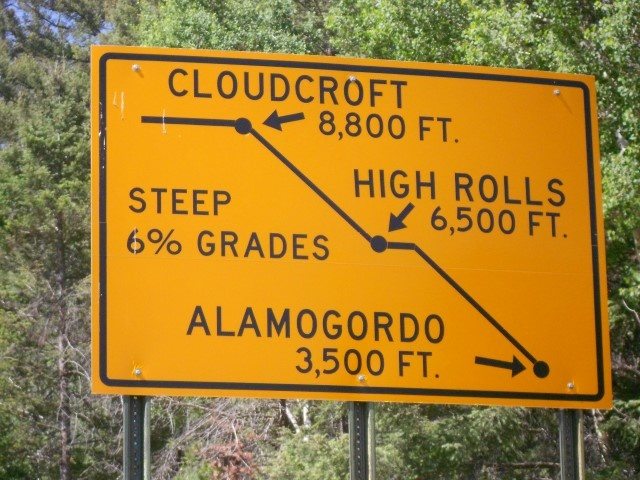 CLOUDCROFT
8,800 FT.
HIGH ROLLS
6,500 FT.
STEEP
6% GRADES
ALAMOGORDO
3,500 FT.